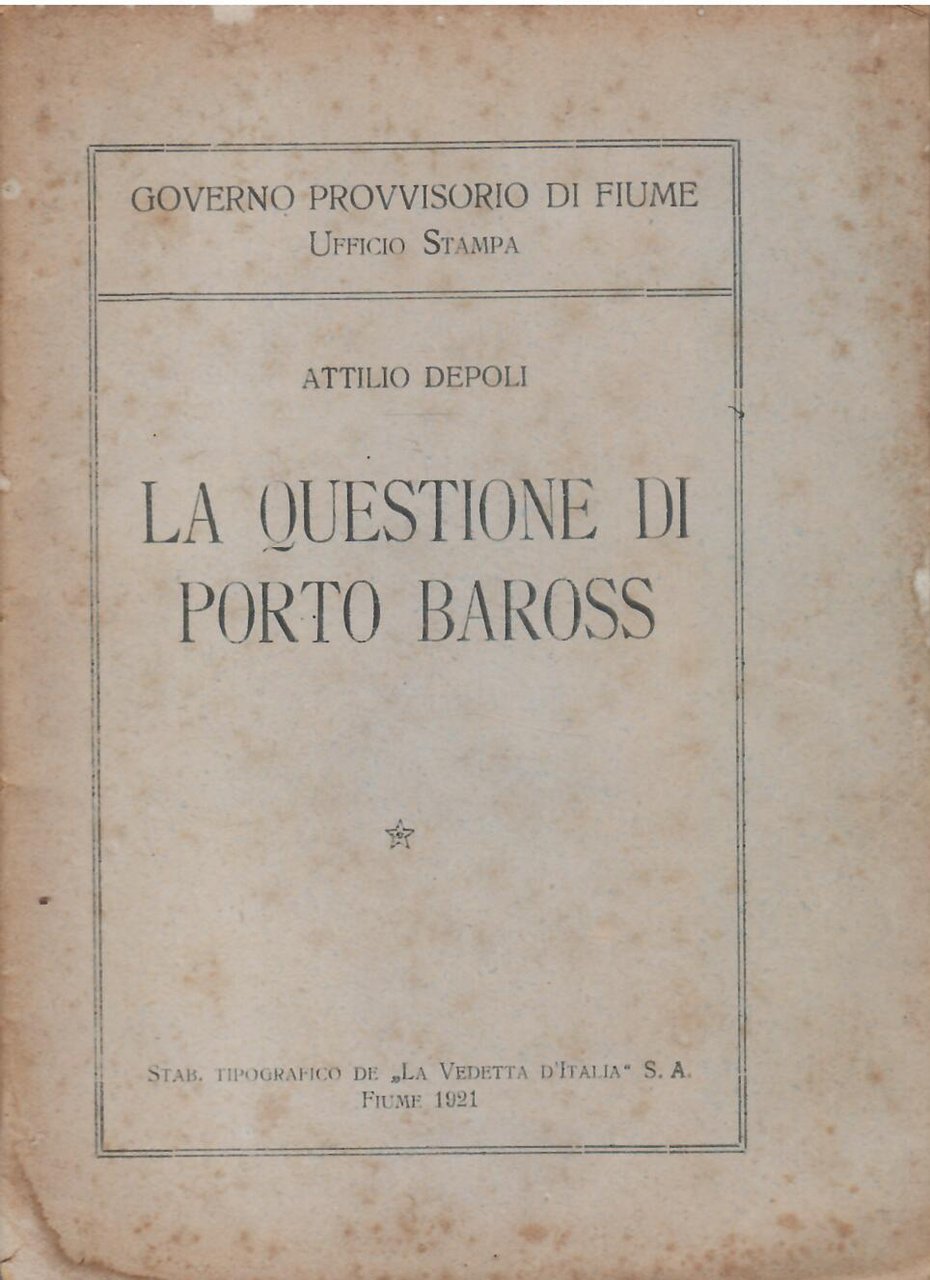 GOVERNO PROVVISORIO DI FIUME
UFFICIO STAMPA
ATTILIO DEPOLI
LA QUESTIONE DI
PORTO BAROSS
STAB. TIPOGRAFICO DE „LA VEDETTA D'ITALIA“ S. A.
FIUME 1921